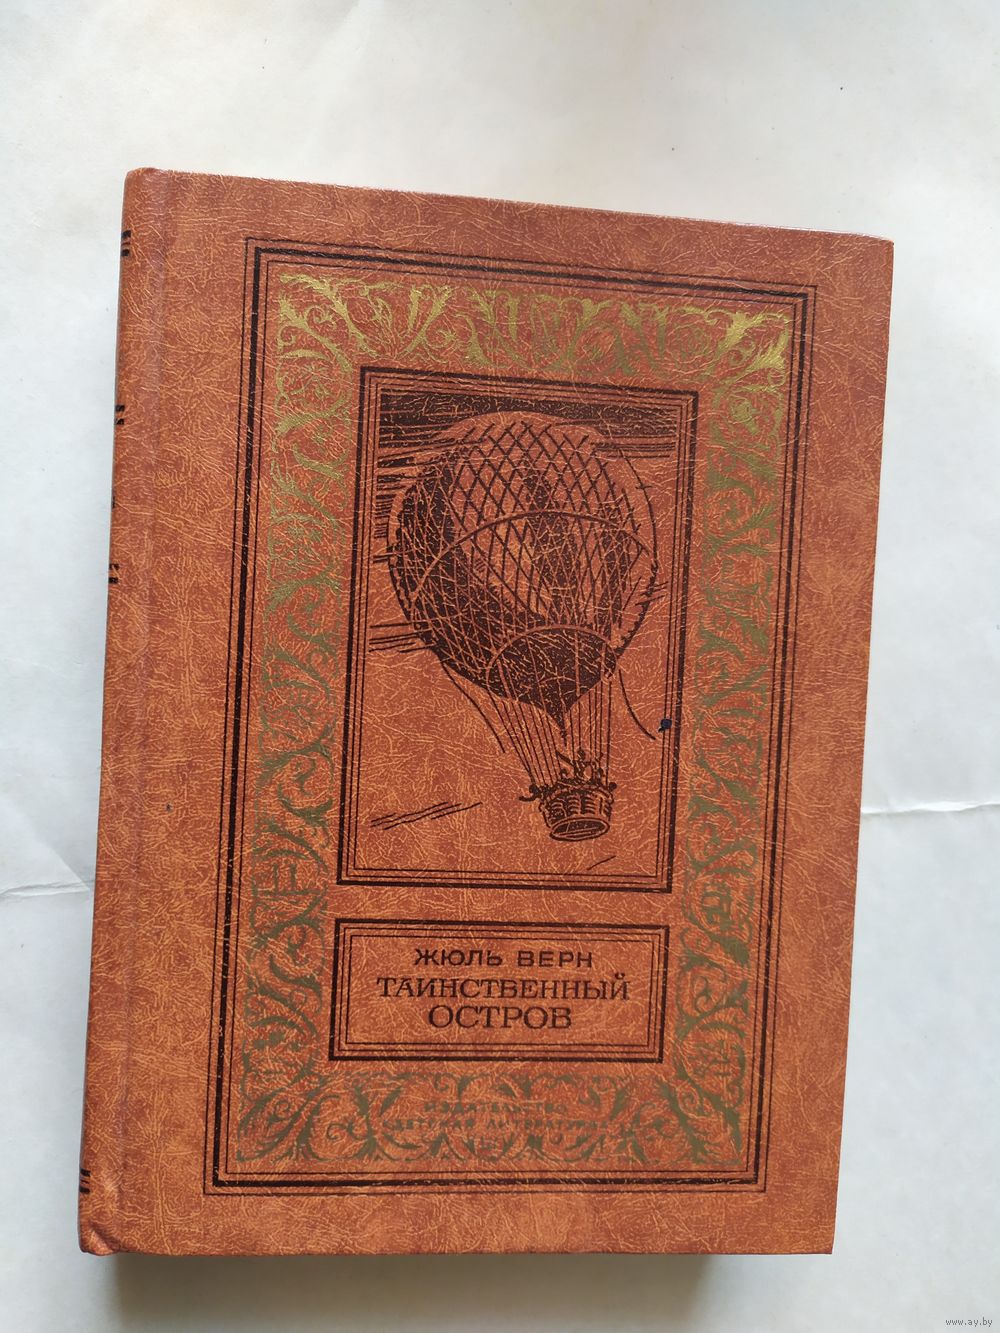 ЖЮЛЬ ВЕРН
ТАИНСТВЕННЫЙ
ОСТРОВ
ИЗДАТЕЛЬСТВО
«ДЕТСКАЯ ЛИТЕРАТУРА»
www.ay.by